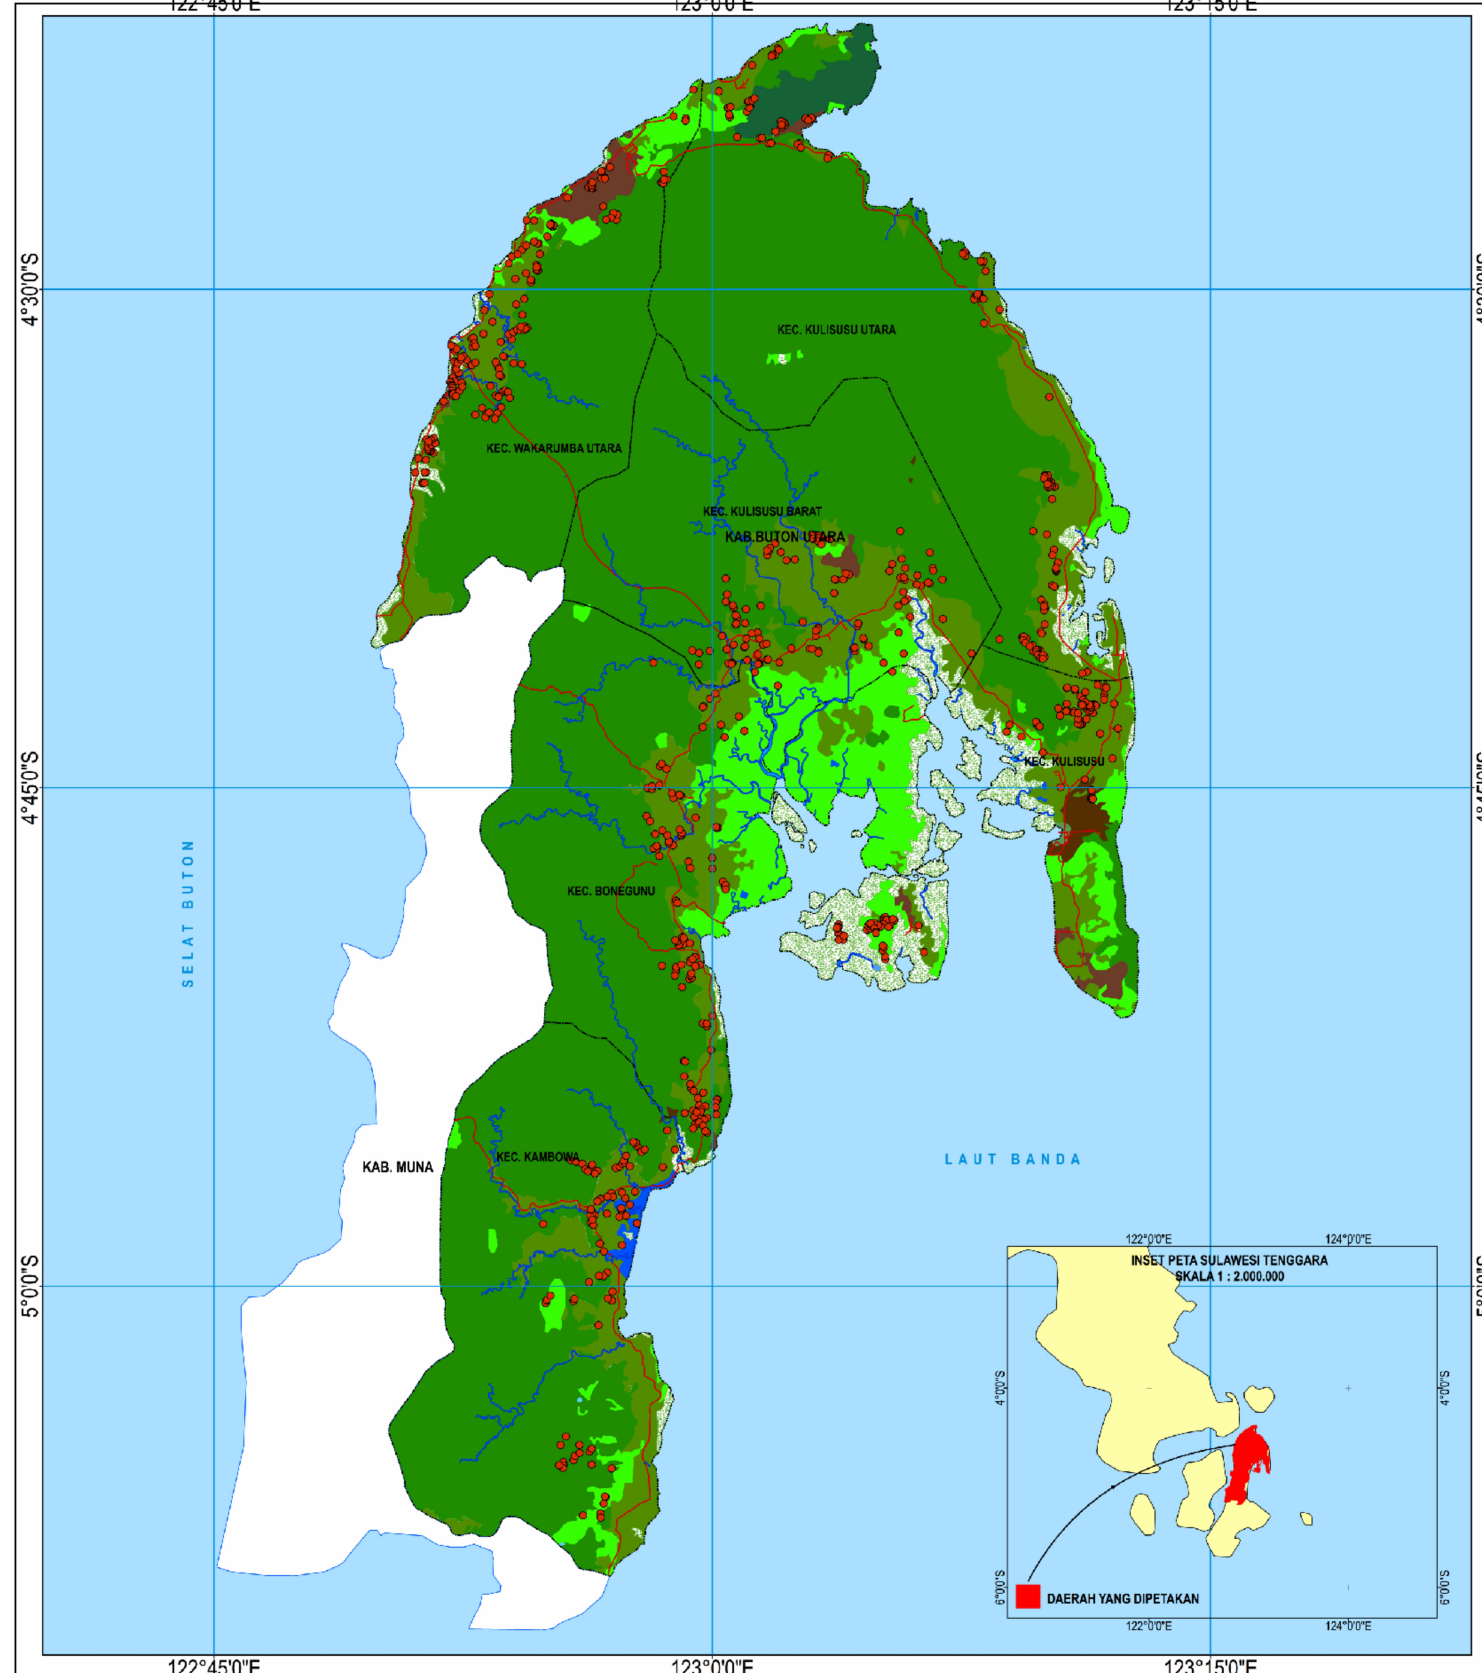 122°45'0"E
123°0'0"E
123°15'0"E
4°30'0"S
KEC. KULISUSU UTARA
KEC. WAKARUMBA UTARA
KEC. KULISUSU BARAT
KAB.BUTON UTARA
KEC. KULISUSU
4°45'0"S
SELAT BUTON
KEC. BONEGUNU
KEC. KAMBOWA
KAB. MUNA
LAUT BANDA
5°0'0"S
122°0'0"E
124°0'0"E
INSET PETA SULAWESI TENGGARA
SKALA 1 : 2.000.000
4°0'0"S
4°0'0"S
6°0'0"S
6°0'0"S
DAERAH YANG DIPETAKAN
122°0'0"E
124°0'0"E
122°45'0"E
123°0'0"E
123°15'0"E